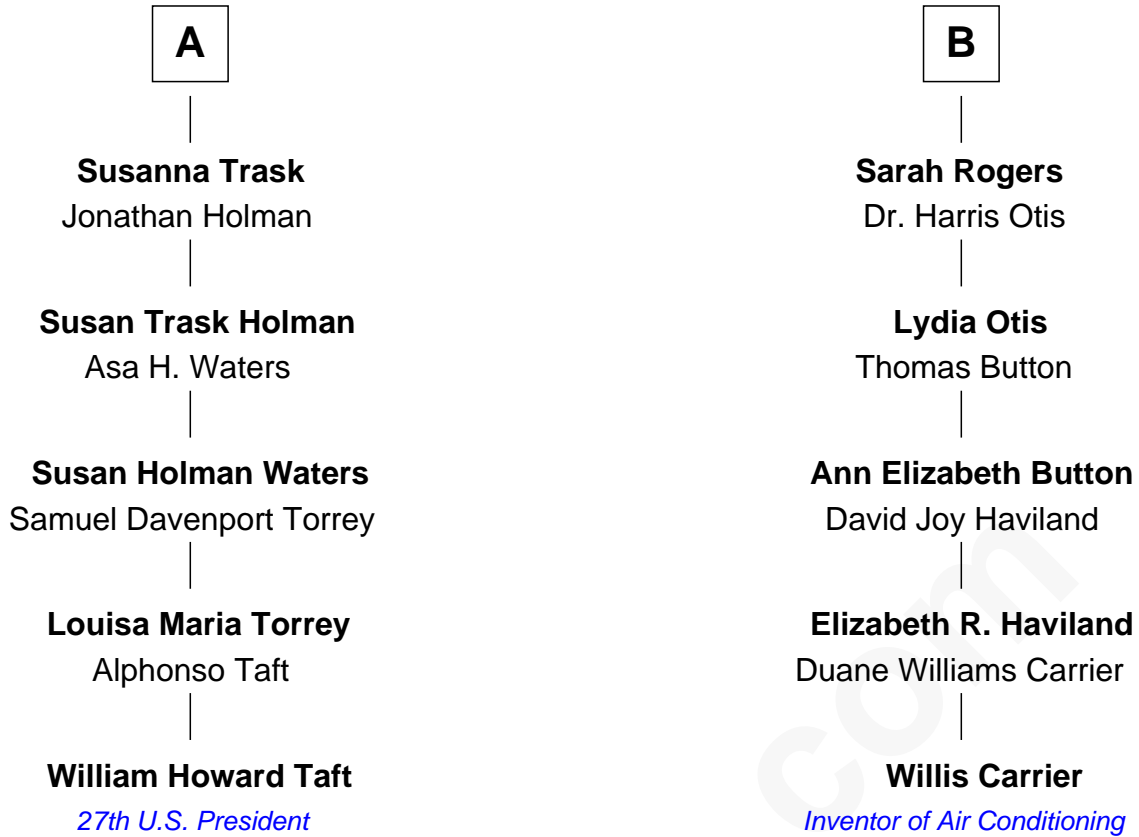 A
Susanna Trask
Jonathan Holman
Susan Trask Holman
Asa H. Waters
Susan Holman Waters
Samuel Davenport Torrey
Louisa Maria Torrey
Alphonso Taft
William Howard Taft
27th U.S. President
B
Sarah Rogers
Dr. Harris Otis
Lydia Otis
Thomas Button
Ann Elizabeth Button
David Joy Haviland
Elizabeth R. Haviland
Duane Williams Carrier
Willis Carrier
Inventor of Air Conditioning
com